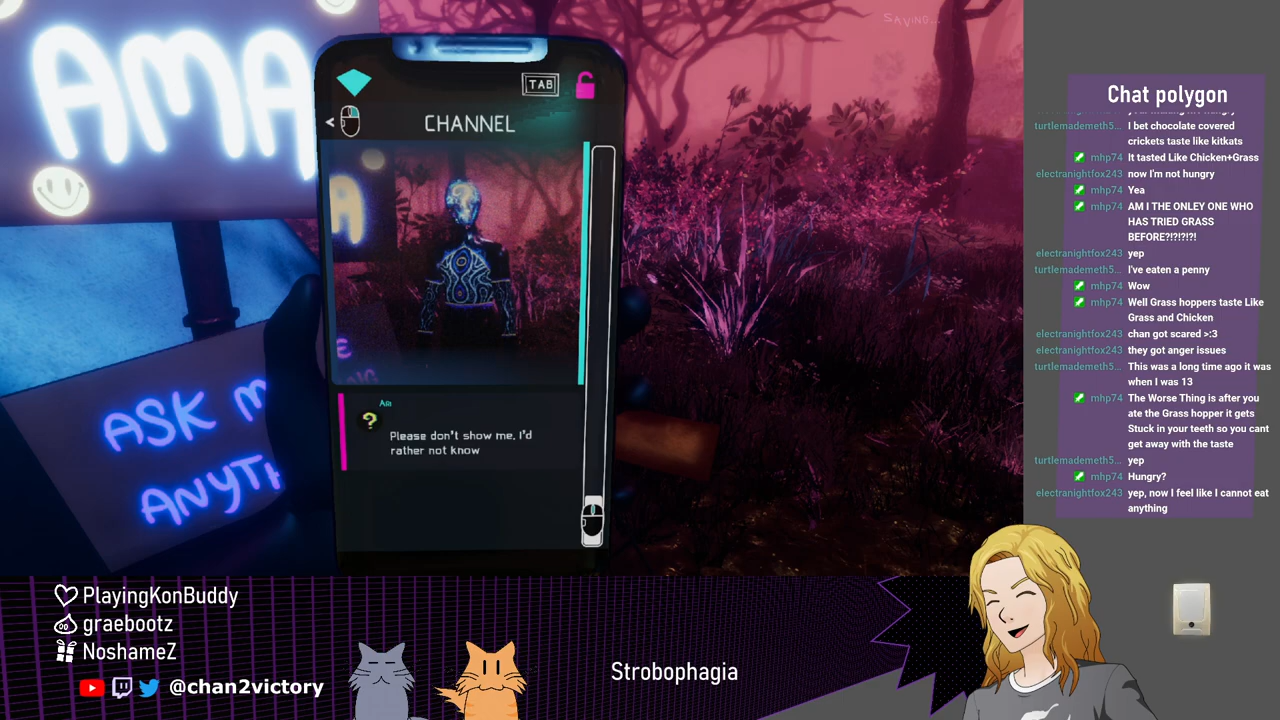 AMA
ASK M
ANYTH
SAVING...
TAB
< CHANNEL
A
E
NG
Am
?
Please don't show me, I'd
rather not know
Chat polygon
turtlemademeth5... I bet chocolate covered
crickets taste like kitkats
mhp74 It tasted Like Chicken+Grass
electranightfox243 now I'm not hungry
mhp74 Yea
mhp74 AM I THE ONLEY ONE WHO
HAS TRIED GRASS
BEFORE?!?!?!?!
electranightfox243 yep
turtlemademeth5... I've eaten a penny
mhp74 Wow
mhp74 Well Grass hoppers taste Like
Grass and Chicken
electranightfox243 chan got scared >:3
electranightfox243 they got anger issues
turtlemademeth5... This was a long time ago it was
when I was 13
mhp74 The Worse Thing is after you
ate the Grass hopper it gets
Stuck in your teeth so you cant
get away with the taste
turtlemademeth5... yep
mhp74 Hungry?
electranightfox243 yep, now I feel like I cannot eat
anything
PlayingKonBuddy
graebootz
NoshameZ
@chan2victory
Strobophagia